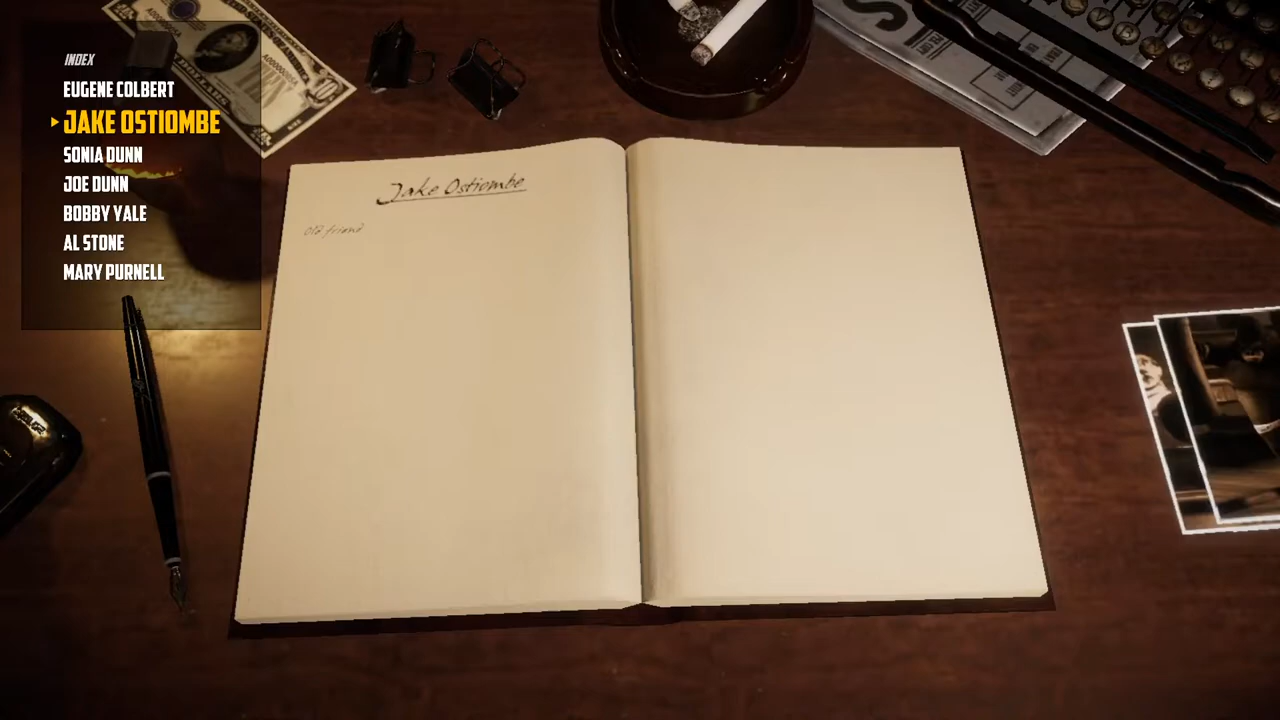 INDEX
EUGENE COLBERT
JAKE OSTIOMBE
SONIA DUNN
JOE DUNN
BOBBY YALE
AL STONE
MARY PURNELL
Jake Ostiombe
Old friend